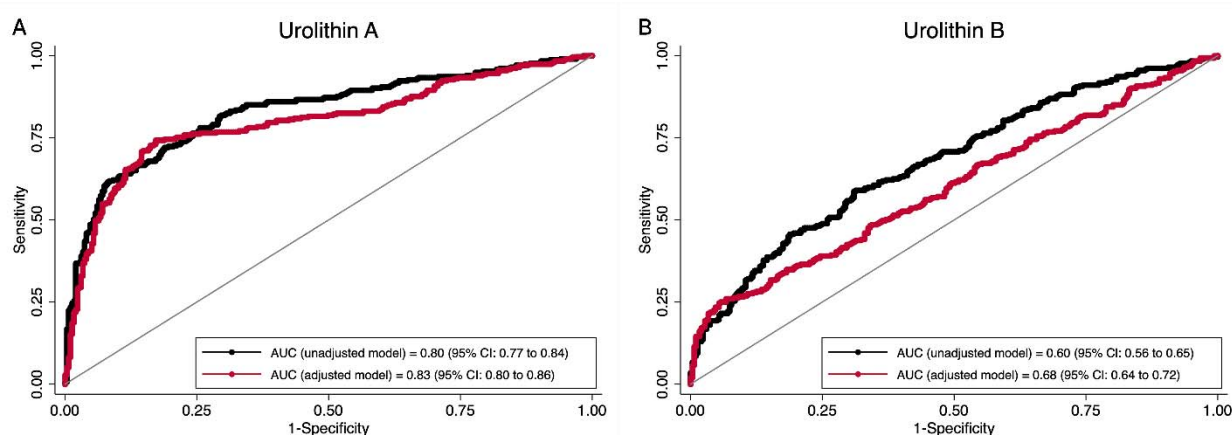 A
Urolithin A
Sensitivity
1.00
0.75
0.50
0.25
0.00
AUC (unadjusted model) = 0.80 (95% CI: 0.77 to 0.84)
AUC (adjusted model) = 0.83 (95% CI: 0.80 to 0.86)
0.00 0.25 0.50 0.75 1.00
1-Specificity
B
Urolithin B
Sensitivity
1.00
0.75
0.50
0.25
0.00
AUC (unadjusted model) = 0.60 (95% CI: 0.56 to 0.65)
AUC (adjusted model) = 0.68 (95% CI: 0.64 to 0.72)
0.00 0.25 0.50 0.75 1.00
1-Specificity